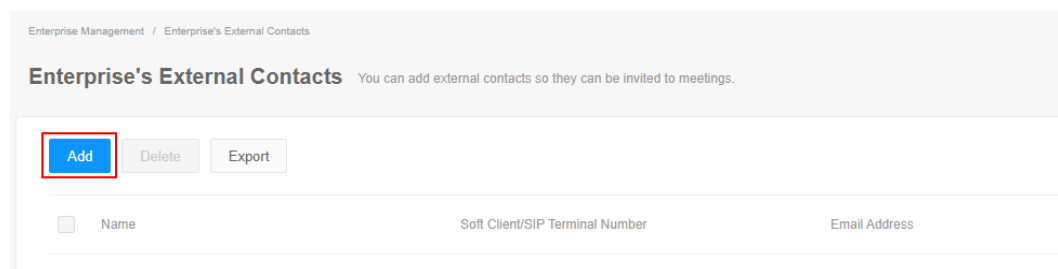 Enterprise Management / Enterprise's External Contacts
Enterprise's External Contacts You can add external contacts so they can be invited to meetings.
Add Delete Export
Name Soft Client/SIP Terminal Number Email Address